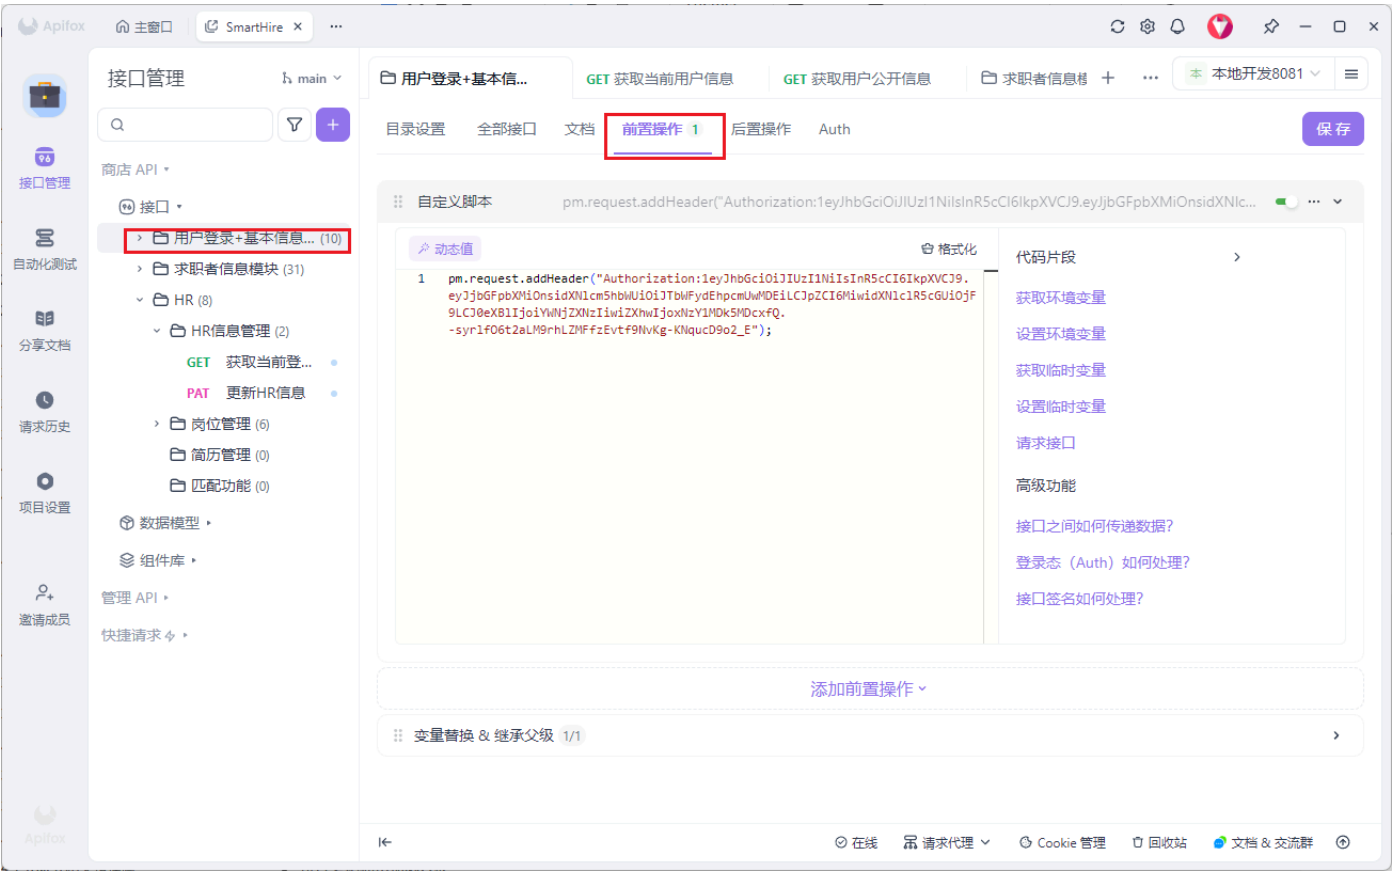 Apifox
主窗口
SmartHire
接口管理
main
用户登录+基本信...
GET 获取当前用户信息
GET 获取用户公开信息
求职者信息模
本 本地开发8081
目录设置
全部接口
文档
前置操作 1
后置操作
Auth
保存
接口管理
自动化测试
分享文档
请求历史
项目设置
邀请成员
Apifox
商店 API
接口
用户登录+基本信息... (10)
求职者信息模块 (31)
HR (8)
HR信息管理 (2)
GET 获取当前登...
PAT 更新HR信息
岗位管理 (6)
简历管理 (0)
匹配功能 (0)
数据模型
组件库
管理 API
快捷请求
自定义脚本
pm.request.addHeader("Authorization:1eyJhbGciOiJIUzI1NiIsInR5cCI6IkpXVCJ9.eyJjbGFpbXMiOnsidXNlc...
动态值
格式化
1 pm.request.addHeader("Authorization:1eyJhbGciOiJIUzI1NiIsInR5cCI6IkpXVCJ9.
eyJjbGFpbXMiOnsidXNlcm5hbWUiOiJTbWFydEhpcmUwMDEiLCJpZCI6MiwidXNlclR5cGUiOjF
9LCJ0eXBlIjoiYWNjZXNzIiwiZXhwIjoxNzY1MDk5MDcxfQ.
-syrlfO6t2aLM9rhLZMFfzEvtf9NvKg-KNqucD9o2_E");
代码片段
获取环境变量
设置环境变量
获取临时变量
设置临时变量
请求接口
高级功能
接口之间如何传递数据?
登录态（Auth）如何处理?
接口签名如何处理?
添加前置操作
变量替换 & 继承父级 1/1
在线
请求代理
Cookie 管理
回收站
文档 & 交流群